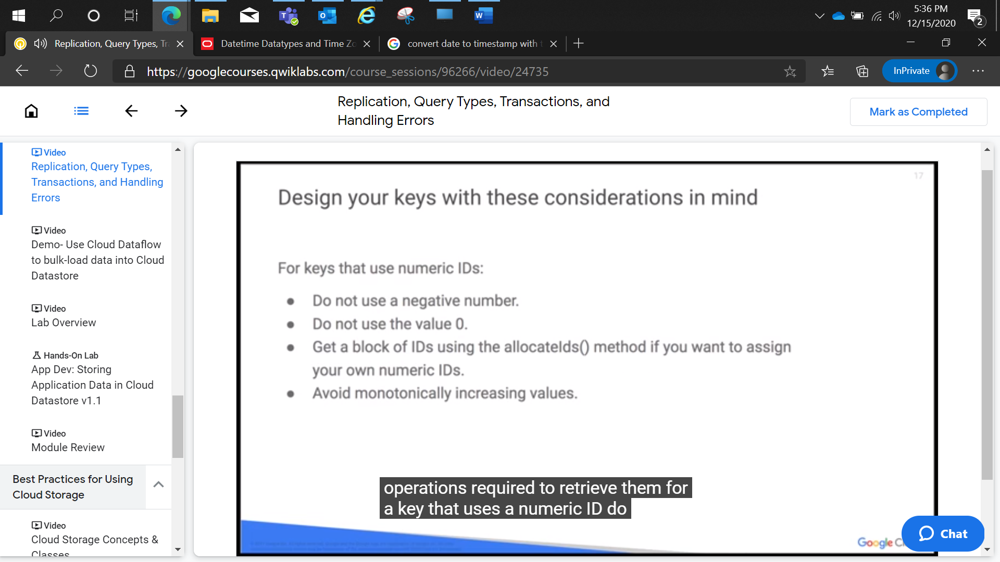 5:36 PM
12/15/2020
2
Replication, Query Types, Tr
Datetime Datatypes and Time Zo
convert date to timestamp with t
https://googlecourses.qwiklabs.com/course_sessions/96266/video/24735
InPrivate
Replication, Query Types, Transactions, and
Handling Errors
Mark as Completed
Video
Replication, Query Types,
Transactions, and Handling
Errors
Video
Demo- Use Cloud Dataflow
to bulk-load data into Cloud
Datastore
Video
Lab Overview
Hands-On Lab
App Dev: Storing
Application Data in Cloud
Datastore v1.1
Video
Module Review
Best Practices for Using
Cloud Storage
Video
Cloud Storage Concepts &
Classes
17
Design your keys with these considerations in mind
For keys that use numeric IDs:
● Do not use a negative number.
● Do not use the value 0.
● Get a block of IDs using the allocateIds() method if you want to assign
your own numeric IDs.
● Avoid monotonically increasing values.
operations required to retrieve them for
a key that uses a numeric ID do
Google Cl
Chat